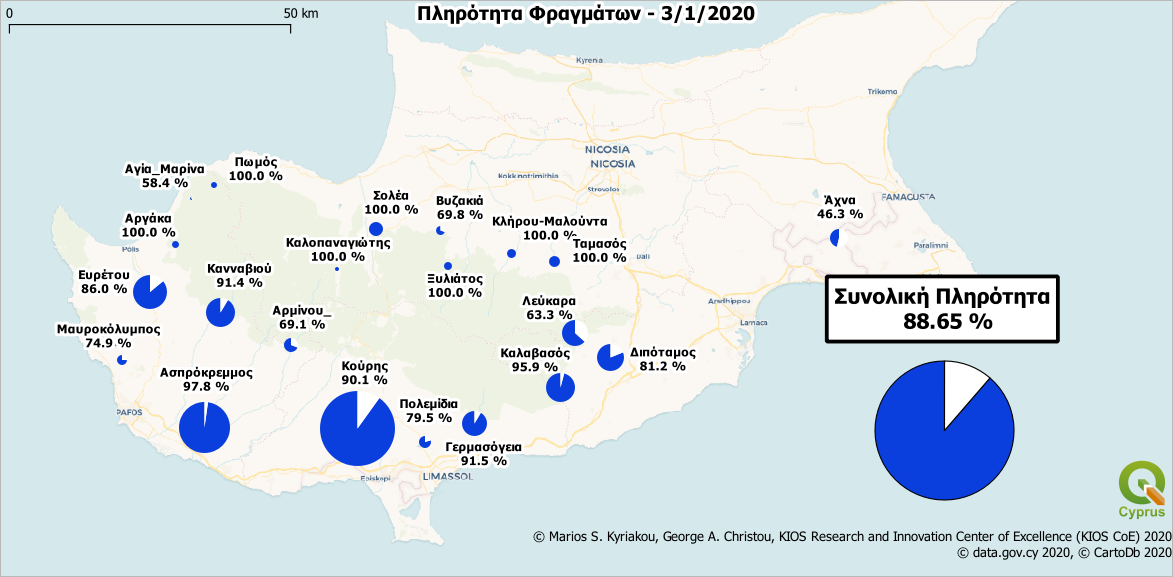 0 50 km
Πληρότητα Φραγμάτων - 3/1/2020
Kyrenia
Trikomo
NICOSIA
NICOSIA
Kokkinotrimithia
Strovolos
Αγία_Μαρίνα
58.4 %
Πωμός
100.0 %
Σολέα
100.0 %
Βυζακιά
69.8 %
Κλήρου-Μαλούντα
100.0 %
Ταμασός
100.0 %
Άχνα
46.3 %
FAMAGUSTA
Paralimni
Αργάκα
100.0 %
Polis
Καλοπαναγιώτης
100.0 %
Ξυλιάτος
100.0 %
Dali
Ευρέτου
86.0 %
Κανναβιού
91.4 %
Αρμίνου_
69.1 %
Λεύκαρα
63.3 %
Aradhippou
Larnaca
Μαυροκόλυμπος
74.9 %
Ασπρόκρεμμος
97.8 %
Κούρης
90.1 %
Καλαβασός
95.9 %
Διπόταμος
81.2 %
PAFOS
Πολεμίδια
79.5 %
Γερμασόγεια
91.5 %
Episkopi
LIMASSOL
Συνολική Πληρότητα
88.65 %
Cyprus
© Marios S. Kyriakou, George A. Christou, KIOS Research and Innovation Center of Excellence (KIOS CoE) 2020
© data.gov.cy 2020, © CartoDb 2020